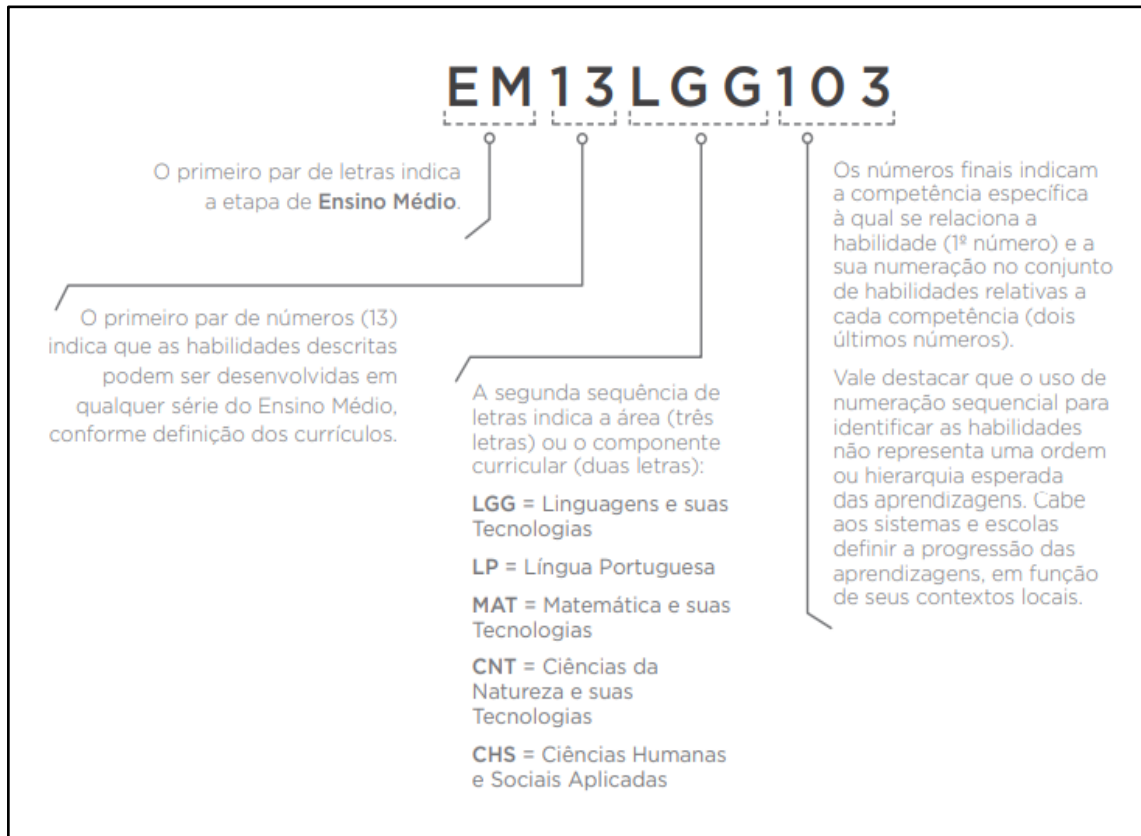 EM13LGG103
O primeiro par de letras indica
a etapa de Ensino Médio.
O primeiro par de números (13)
indica que as habilidades descritas
podem ser desenvolvidas em
qualquer série do Ensino Médio,
conforme definição dos currículos.
A segunda sequência de
letras indica a área (três
letras) ou o componente
curricular (duas letras):
LGG = Linguagens e suas
Tecnologias
LP = Língua Portuguesa
MAT = Matemática e suas
Tecnologias
CNT = Ciências da
Natureza e suas
Tecnologias
CHS = Ciências Humanas
e Sociais Aplicadas
Os números finais indicam
a competência específica
à qual se relaciona a
habilidade (1º número) e a
sua numeração no conjunto
de habilidades relativas a
cada competência (dois
últimos números).
Vale destacar que o uso de
numeração sequencial para
identificar as habilidades
não representa uma ordem
ou hierarquia esperada
das aprendizagens. Cabe
aos sistemas e escolas
definir a progressão das
aprendizagens, em função
de seus contextos locais.